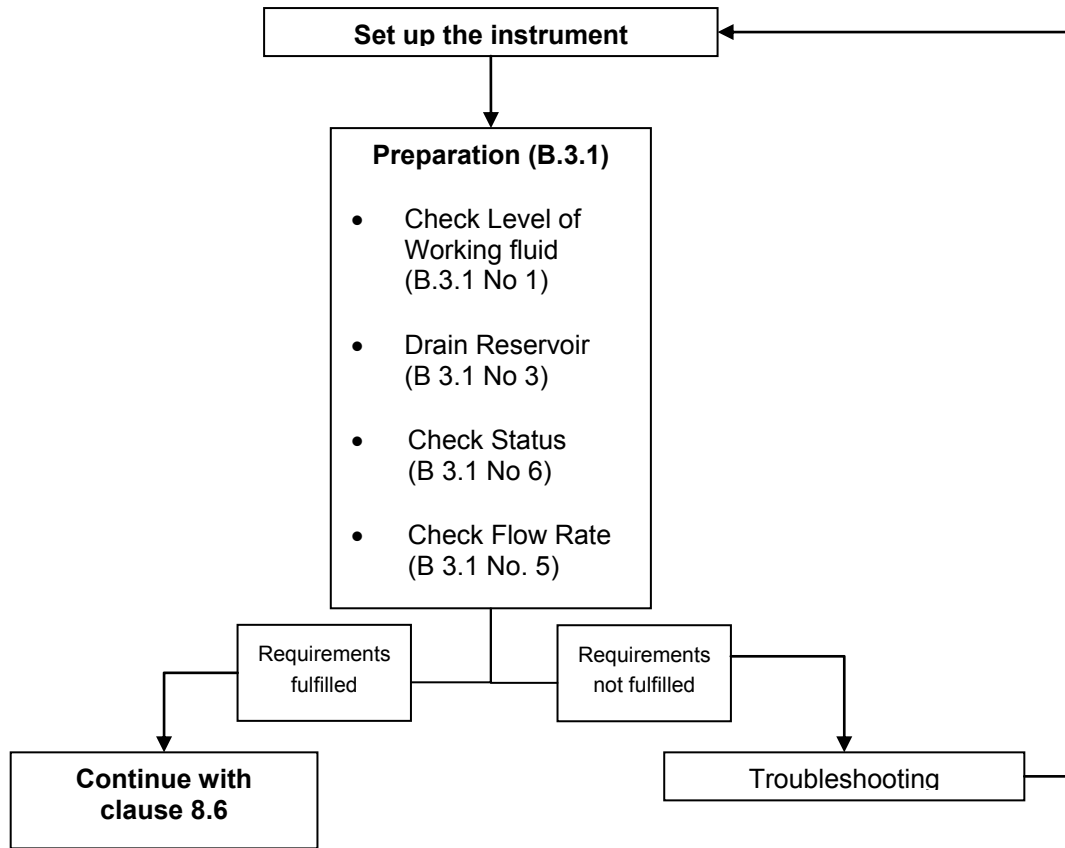 Set up the instrument
Preparation (B.3.1)
• Check Level of
Working fluid
(B.3.1 No 1)
• Drain Reservoir
(B 3.1 No 3)
• Check Status
(B 3.1 No 6)
• Check Flow Rate
(B 3.1 No. 5)
Requirements
fulfilled
Requirements
not fulfilled
Continue with
clause 8.6
Troubleshooting